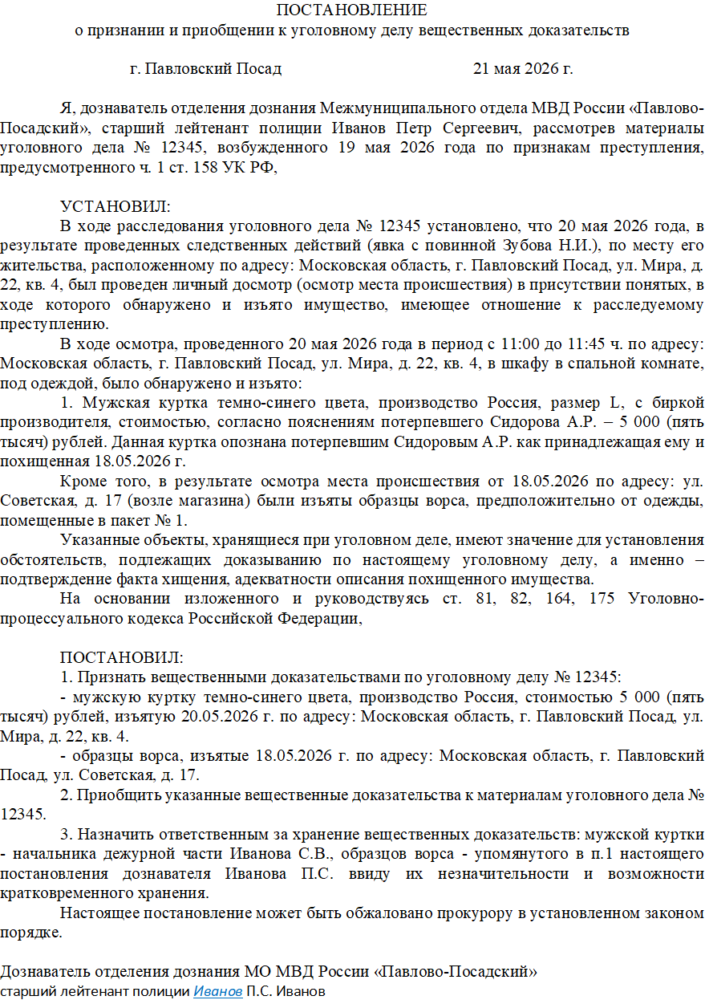 ПОСТАНОВЛЕНИЕ
о признании и приобщении к уголовному делу вещественных доказательств
г. Павловский Посад 21 мая 2026 г.
Я, дознаватель отделения дознания Межмуниципального отдела МВД России «Павлово-
Посадский», старший лейтенант полиции Иванов Петр Сергеевич, рассмотрев материалы
уголовного дела № 12345, возбужденного 19 мая 2026 года по признакам преступления,
предусмотренного ч. 1 ст. 158 УК РФ,
УСТАНОВИЛ:
В ходе расследования уголовного дела № 12345 установлено, что 20 мая 2026 года, в
результате проведенных следственных действий (явка с повинной Зубова Н.И.), по месту его
жительства, расположенному по адресу: Московская область, г. Павловский Посад, ул. Мира, д.
22, кв. 4, был проведен личный досмотр (осмотр места происшествия) в присутствии понятых, в
ходе которого обнаружено и изъято имущество, имеющее отношение к расследуемому
преступлению.
В ходе осмотра, проведенного 20 мая 2026 года в период с 11:00 до 11:45 ч. по адресу:
Московская область, г. Павловский Посад, ул. Мира, д. 22, кв. 4, в шкафу в спальной комнате,
под одеждой, было обнаружено и изъято:
1. Мужская куртка темно-синего цвета, производство Россия, размер L, с биркой
производителя, стоимостью, согласно пояснениям потерпевшего Сидорова А.Р. – 5 000 (пять
тысяч) рублей. Данная куртка опознана потерпевшим Сидоровым А.Р. как принадлежащая ему и
похищенная 18.05.2026 г.
Кроме того, в результате осмотра места происшествия от 18.05.2026 по адресу: ул.
Советская, д. 17 (возле магазина) были изъяты образцы ворса, предположительно от одежды,
помещенные в пакет № 1.
Указанные объекты, хранящиеся при уголовном деле, имеют значение для установления
обстоятельств, подлежащих доказыванию по настоящему уголовному делу, а именно –
подтверждение факта хищения, адекватности описания похищенного имущества.
На основании изложенного и руководствуясь ст. 81, 82, 164, 175 Уголовно-
процессуального кодекса Российской Федерации,
ПОСТАНОВИЛ:
1. Признать вещественными доказательствами по уголовному делу № 12345:
- мужскую куртку темно-синего цвета, производство Россия, стоимостью 5 000 (пять
тысяч) рублей, изъятую 20.05.2026 г. по адресу: Московская область, г. Павловский Посад, ул.
Мира, д. 22, кв. 4.
- образцы ворса, изъятые 18.05.2026 г. по адресу: Московская область, г. Павловский
Посад, ул. Советская, д. 17.
2. Приобщить указанные вещественные доказательства к материалам уголовного дела №
12345.
3. Назначить ответственным за хранение вещественных доказательств: мужской куртки
- начальника дежурной части Иванова С.В., образцов ворса - упомянутого в п.1 настоящего
постановления дознавателя Иванова П.С. ввиду их незначительности и возможности
кратковременного хранения.
Настоящее постановление может быть обжаловано прокурору в установленном законом
порядке.
Дознаватель отделения дознания МО МВД России «Павлово-Посадский»
старший лейтенант полиции Иванов П.С. Иванов